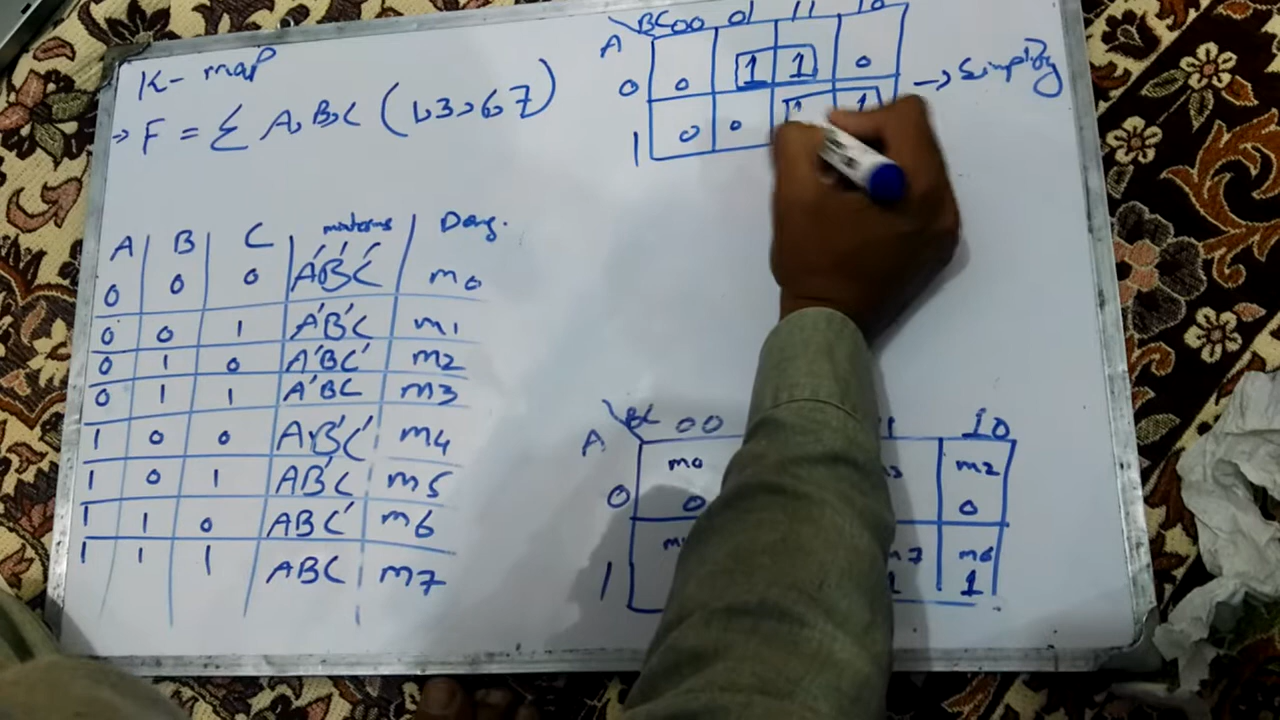 K- map
→ F = Σ A, B, C (1,3,6,7)
A B C minterms Desg.
0 0 0 A'B'C' m0
0 0 1 A'B'C m1
0 1 0 A'BC' m2
0 1 1 A'BC m3
1 0 0 AB'C' m4
1 0 1 AB'C m5
1 1 0 ABC' m6
1 1 1 ABC m7
BC 00 01 11 10
A
0 0 1 1 0
→ Simplify
1 0 0 1 1
BC 00 10
A
m0 m2
0 0 0
m7 m6
1 1 1